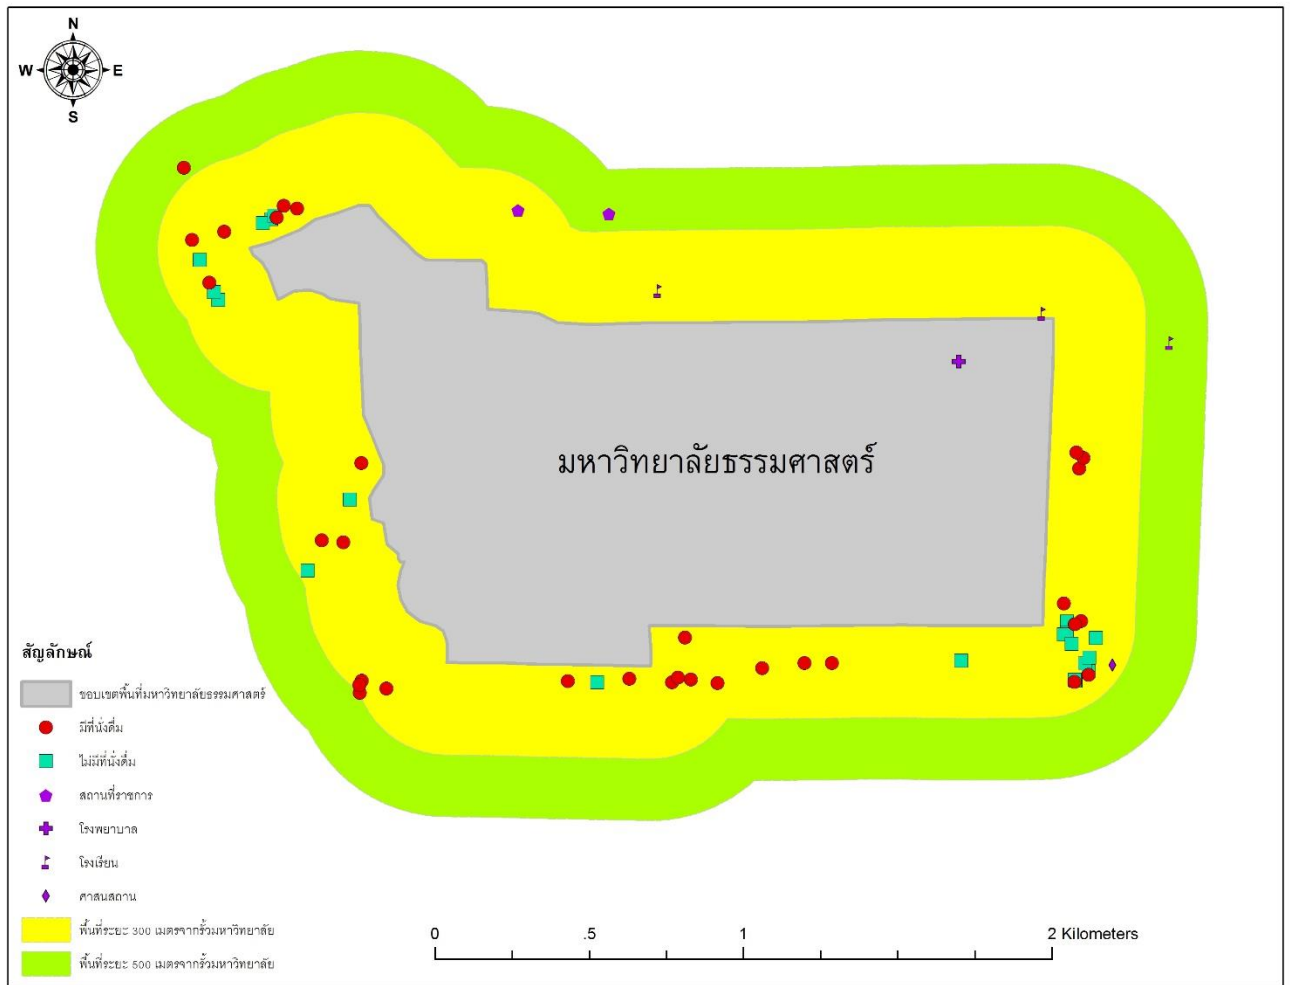 N
W E
S
มหาวิทยาลัยธรรมศาสตร์
สัญลักษณ์
ขอบเขตพื้นที่มหาวิทยาลัยธรรมศาสตร์
มีที่นั่งดื่ม
ไม่มีที่นั่งดื่ม
สถานที่ราชการ
โรงพยาบาล
โรงเรียน
ศาสนสถาน
พื้นที่ระยะ 300 เมตรจากรั้วมหาวิทยาลัย
พื้นที่ระยะ 500 เมตรจากรั้วมหาวิทยาลัย
0 .5 1 2 Kilometers